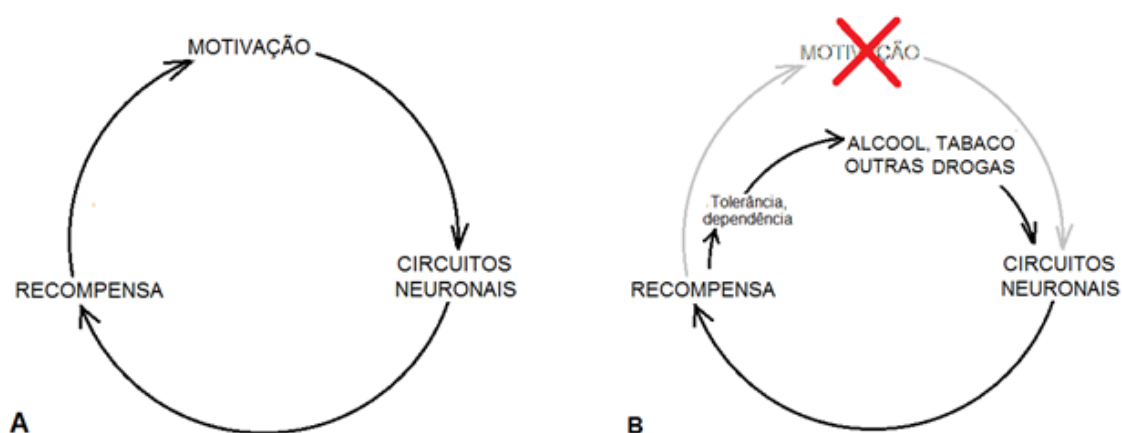 MOTIVAÇÃO
CIRCUITOS
NEURONAIS
RECOMPENSA
A
MOTIVAÇÃO
ALCOOL, TABACO
OUTRAS DROGAS
Tolerância,
dependência
CIRCUITOS
NEURONAIS
RECOMPENSA
B